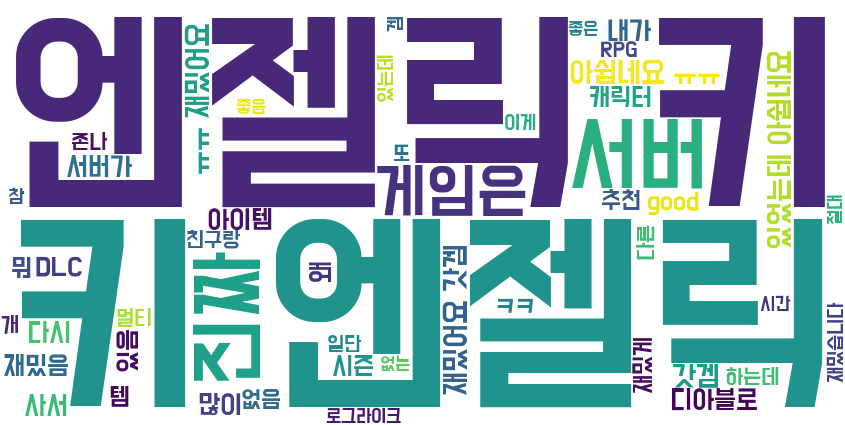 엔젤릭키
재밌어요
있는데
겜
좋은
내가
RPG
아쉽네요 ㅠㅠ
캐릭터
좋음
이게
서버
있었는데 아쉽네요
존나
서버가
ㅠㅠ
또
게임은
추천
good
절대
참
아이템
친구랑
다른
키엔젤릭
뭐
DLC
진짜
왜
재밌어요 갓겜
ㅋㅋ
시간
개
다시
멀티
있음
재밌음
일단
시즌
없는
재밌게
갓겜
하는데
재밌습니다
사서
템
많이
없음
로그라이크
디아블로